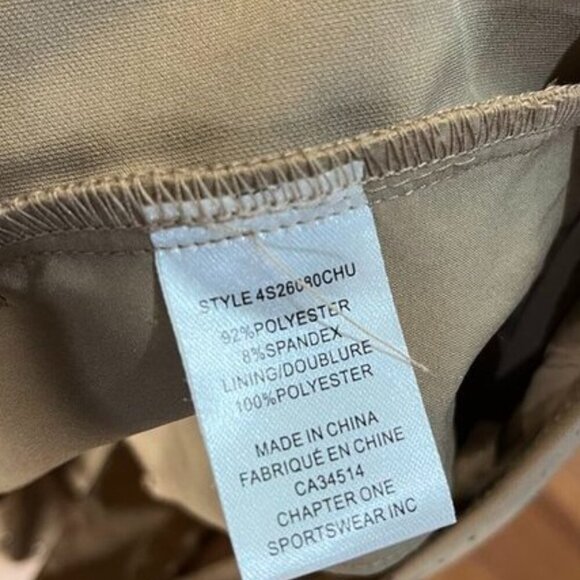 STYLE 4S26080CHU
92%POLYESTER
8%SPANDEX
LINING/DOUBLURE
100%POLYESTER
MADE IN CHINA
FABRIQUÉ EN CHINE
CA34514
CHAPTER ONE
SPORTSWEAR INC